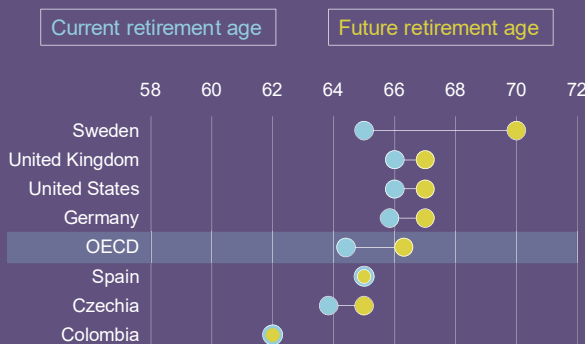 Current retirement age
Future retirement age
58 60 62 64 66 68 70 72
Sweden
United Kingdom
United States
Germany
OECD
Spain
Czechia
Colombia